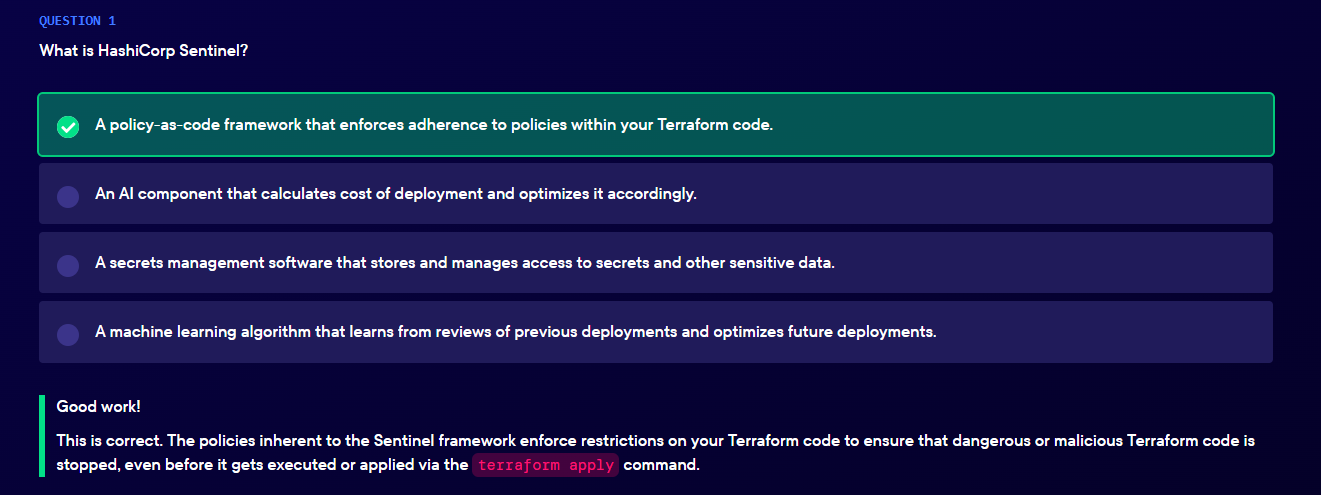 QUESTION 1
What is HashiCorp Sentinel?
A policy-as-code framework that enforces adherence to policies within your Terraform code.
An AI component that calculates cost of deployment and optimizes it accordingly.
A secrets management software that stores and manages access to secrets and other sensitive data.
A machine learning algorithm that learns from reviews of previous deployments and optimizes future deployments.
Good work!
This is correct. The policies inherent to the Sentinel framework enforce restrictions on your Terraform code to ensure that dangerous or malicious Terraform code is
stopped, even before it gets executed or applied via the terraform apply command.